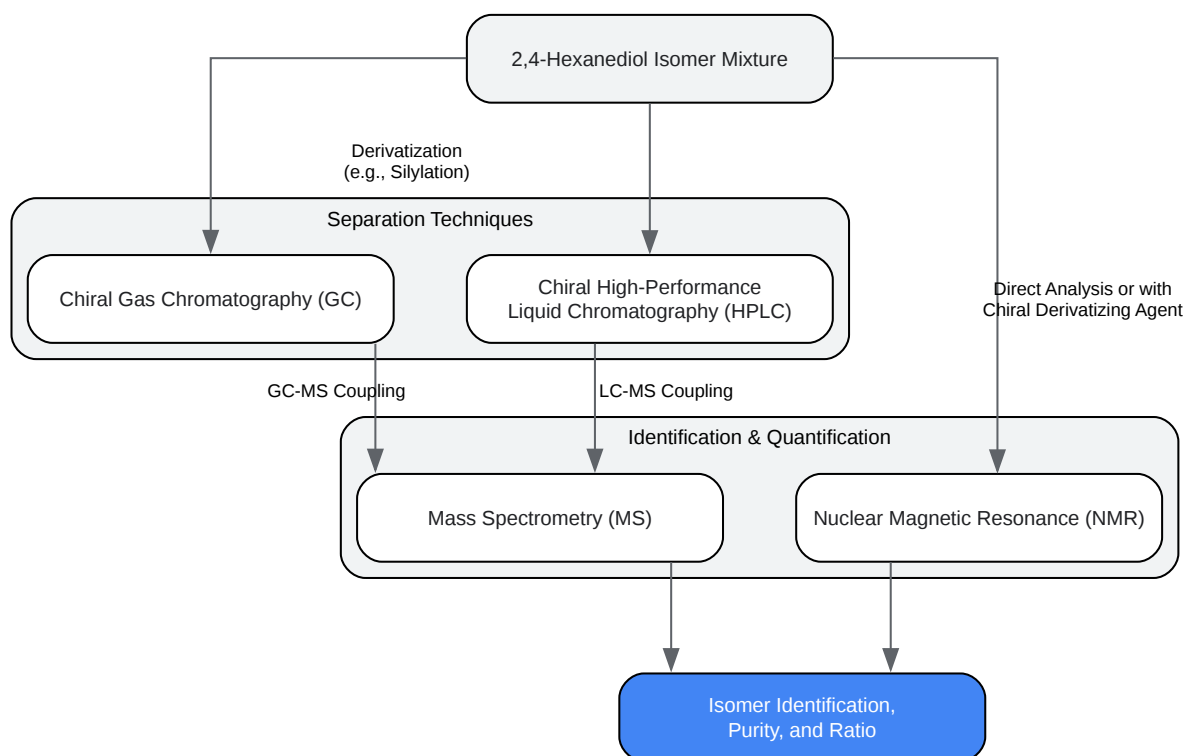 2,4-Hexanediol Isomer Mixture
Derivatization
(e.g., Silylation)
Separation Techniques
Chiral Gas Chromatography (GC)
Chiral High-Performance
Liquid Chromatography (HPLC)
Direct Analysis or with
Chiral Derivatizing Agent
GC-MS Coupling
LC-MS Coupling
Identification & Quantification
Mass Spectrometry (MS)
Nuclear Magnetic Resonance (NMR)
Isomer Identification,
Purity, and Ratio